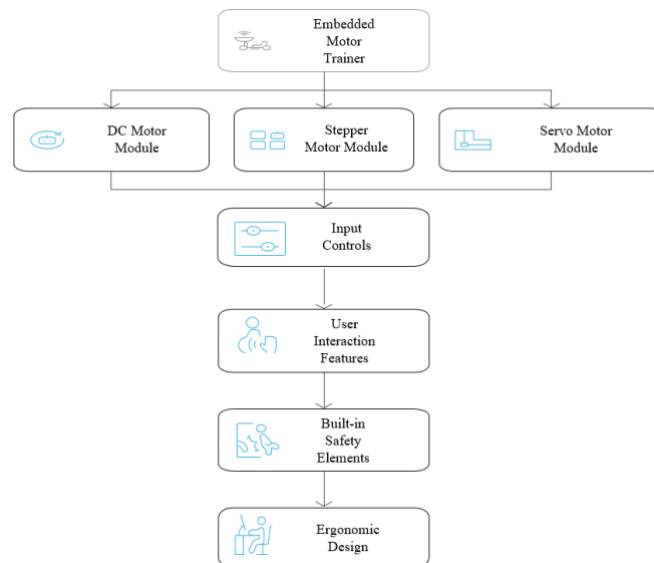 Embedded
Motor
Trainer
DC Motor
Module
Stepper
Motor Module
Servo Motor
Module
Input
Controls
User
Interaction
Features
Built-in
Safety
Elements
Ergonomic
Design